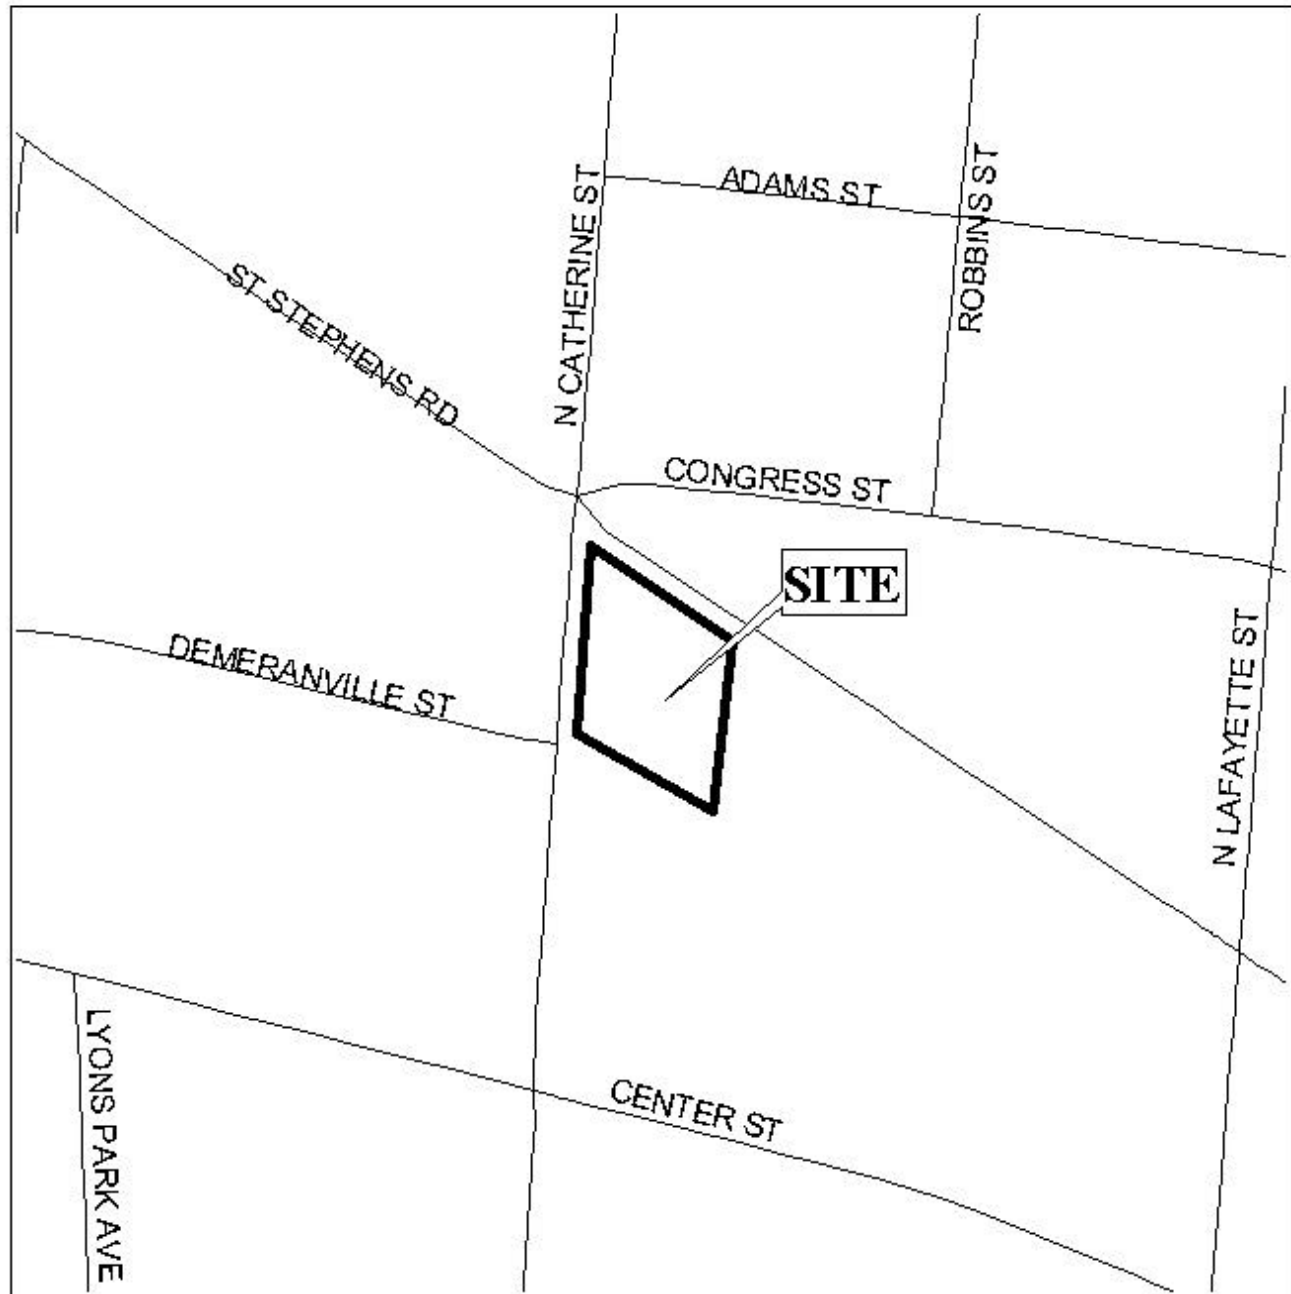 ADAMS ST
ROBBINS ST
N CATHERINE ST
ST STEPHENS RD
CONGRESS ST
SITE
DEMERANVILLE ST
N LAFAYETTE ST
LYONS PARK AVE
CENTER ST